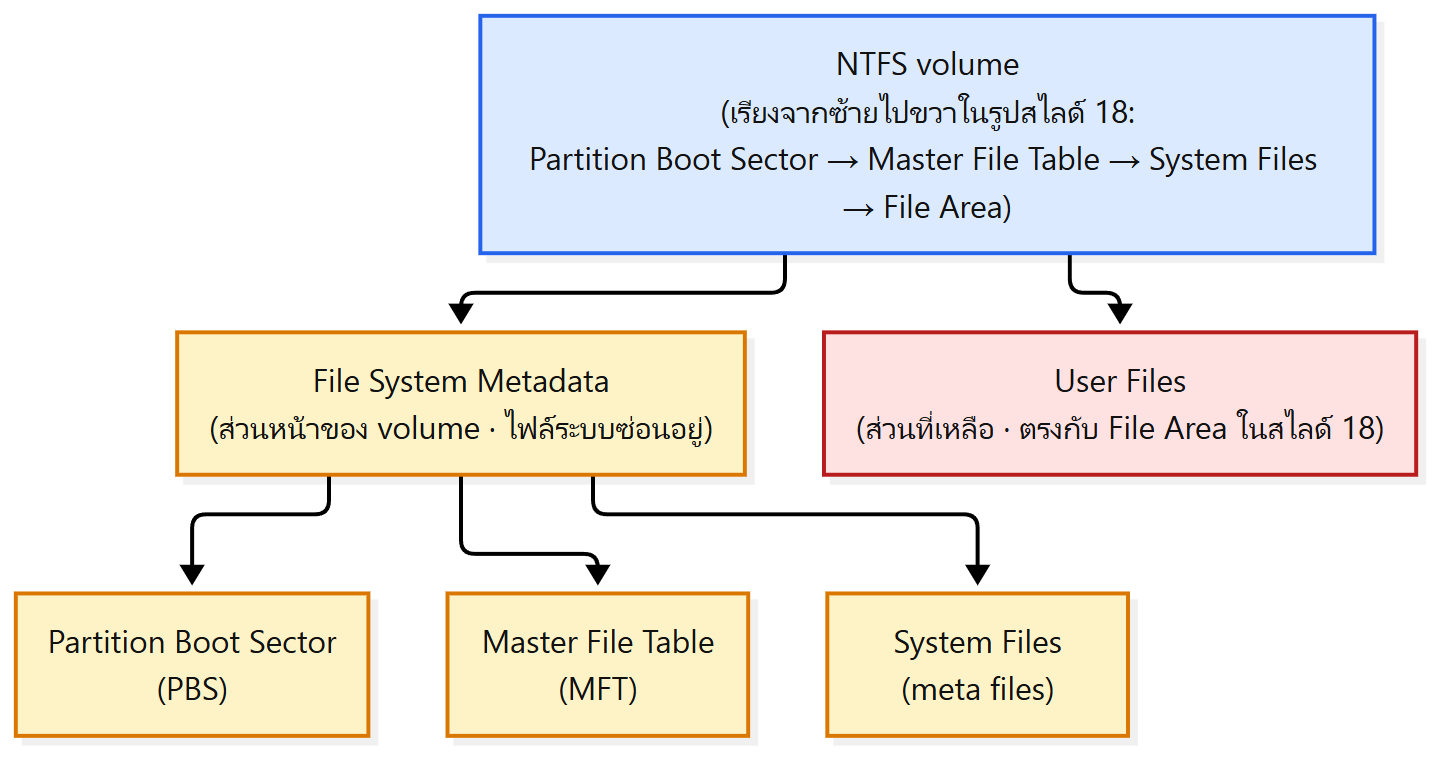 NTFS volume
(เรียงจากซ้ายไปขวาในรูปสไลด์ 18:
Partition Boot Sector → Master File Table → System Files
→ File Area)
File System Metadata
(ส่วนหน้าของ volume · ไฟล์ระบบซ่อนอยู่)
User Files
(ส่วนที่เหลือ · ตรงกับ File Area ในสไลด์ 18)
Partition Boot Sector
(PBS)
Master File Table
(MFT)
System Files
(meta files)